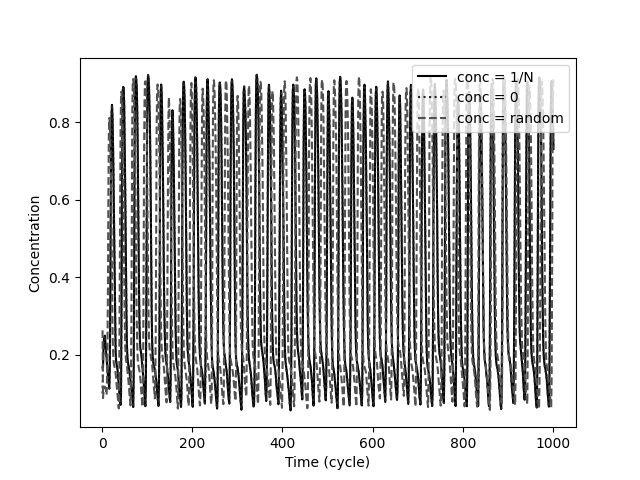 conc = 1/N
conc = 0
conc = random
0.8
0.6
0.4
0.2
Concentration
0 200 400 600 800 1000
Time (cycle)